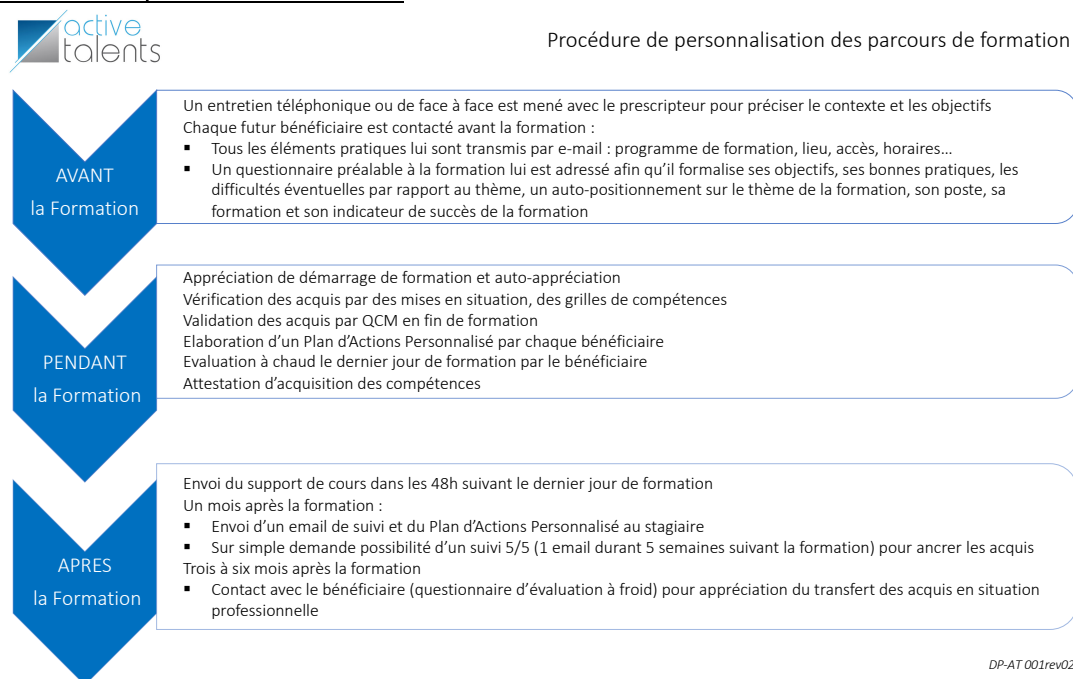 active
talents
Procédure de personnalisation des parcours de formation
AVANT
la Formation
Un entretien téléphonique ou de face à face est mené avec le prescripteur pour préciser le contexte et les objectifs
Chaque futur bénéficiaire est contacté avant la formation :
▪ Tous les éléments pratiques lui sont transmis par e-mail : programme de formation, lieu, accès, horaires…
▪ Un questionnaire préalable à la formation lui est adressé afin qu’il formalise ses objectifs, ses bonnes pratiques, les
difficultés éventuelles par rapport au thème, un auto-positionnement sur le thème de la formation, son poste, sa
formation et son indicateur de succès de la formation
PENDANT
la Formation
Appréciation de démarrage de formation et auto-appréciation
Vérification des acquis par des mises en situation, des grilles de compétences
Validation des acquis par QCM en fin de formation
Elaboration d’un Plan d’Actions Personnalisé par chaque bénéficiaire
Evaluation à chaud le dernier jour de formation par le bénéficiaire
Attestation d’acquisition des compétences
APRES
la Formation
Envoi du support de cours dans les 48h suivant le dernier jour de formation
Un mois après la formation :
▪ Envoi d’un email de suivi et du Plan d’Actions Personnalisé au stagiaire
▪ Sur simple demande possibilité d’un suivi 5/5 (1 email durant 5 semaines suivant la formation) pour ancrer les acquis
Trois à six mois après la formation
▪ Contact avec le bénéficiaire (questionnaire d’évaluation à froid) pour appréciation du transfert des acquis en situation
professionnelle
DP-AT 001rev02